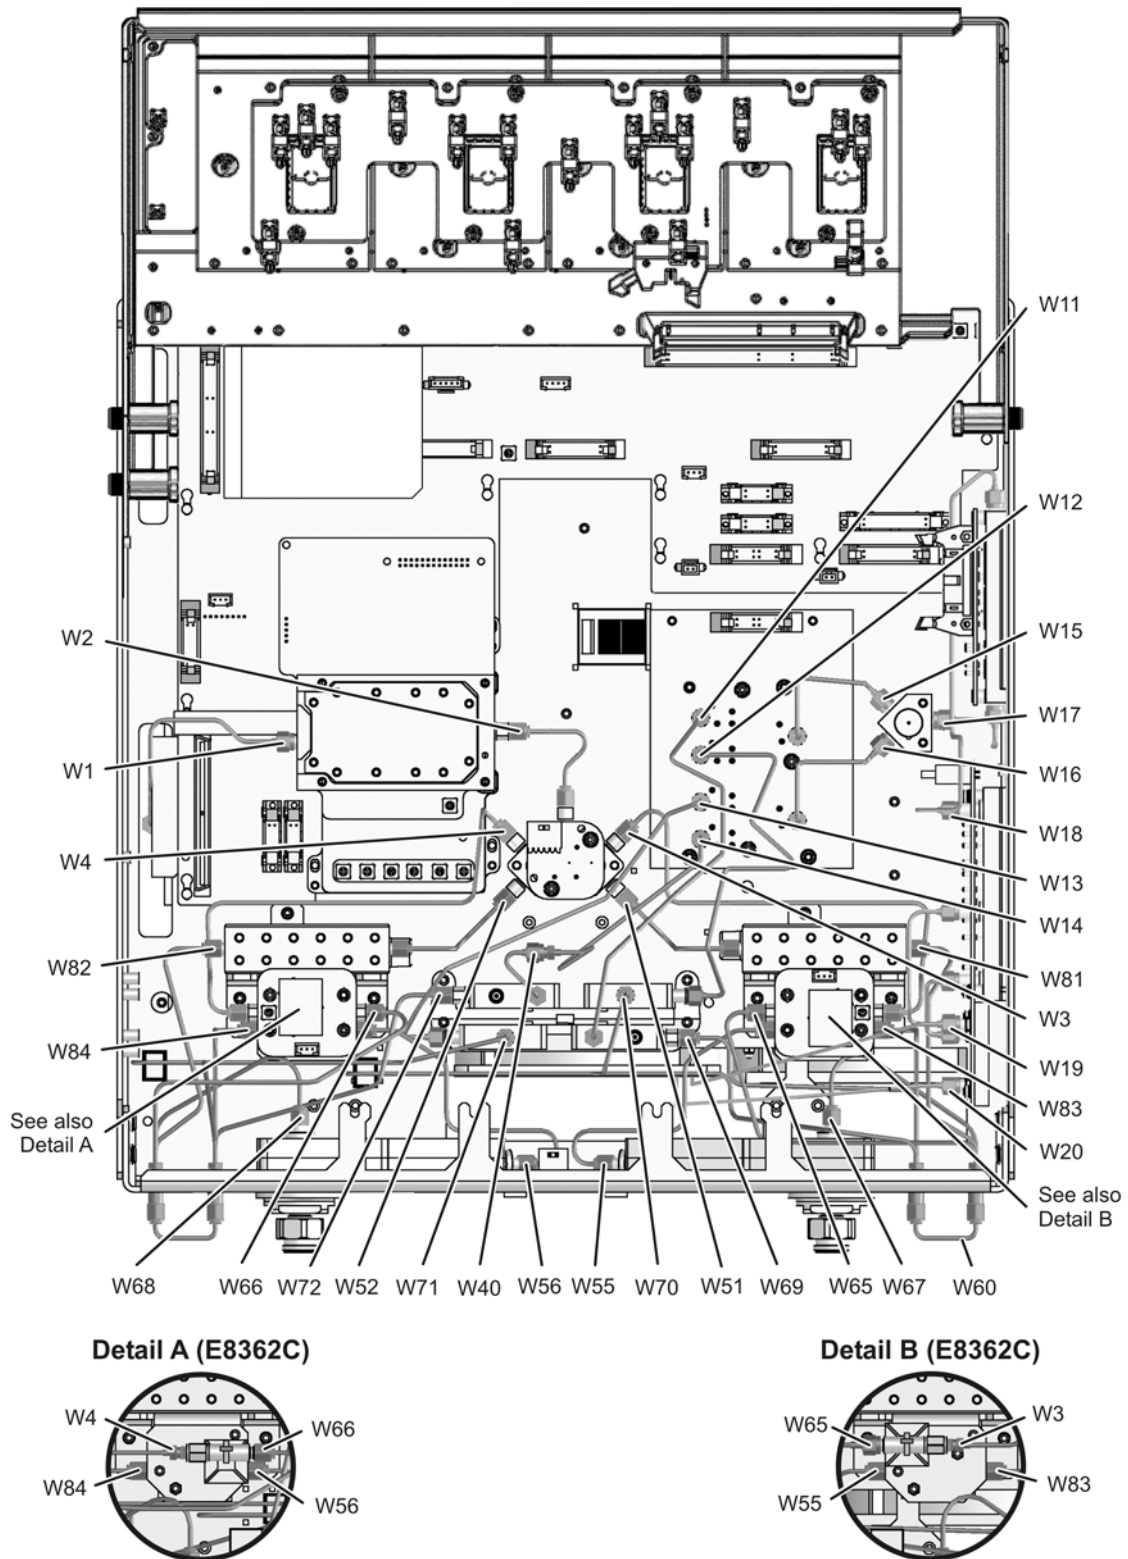 W11
W12
W2
W15
W17
W1
W16
W18
W4
W13
W14
W82
W81
W3
W84
W19
See also
Detail A
W83
W20
See also
Detail B
W68
W66
W72
W52
W71
W40
W56
W55
W70
W51
W69
W65
W67
W60
Detail A (E8362C)
Detail B (E8362C)
W4
W66
W84
W56
W65
W3
W55
W83